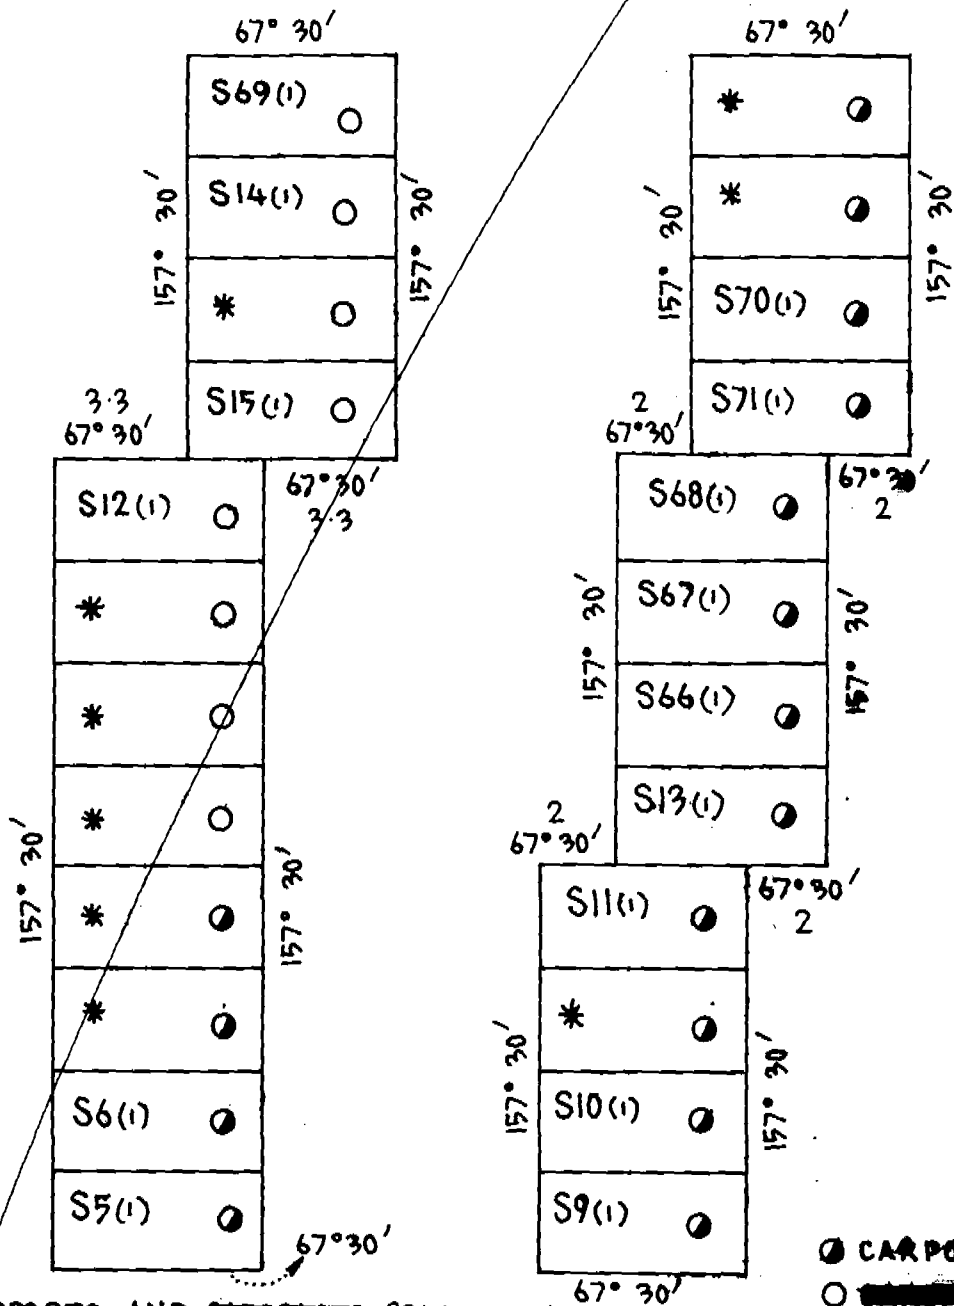 67° 30′
S69(1)
S14(1)
157° 30′
157° 30′
*
S15(1)
3·3
67° 30′
67° 30′
3·3
S12(1)
*
*
*
*
*
S6(1)
S5(1)
157° 30′
157° 30′
67° 30′
67° 30′
*
*
S70(1)
S71(1)
157° 30′
157° 30′
2
67° 30′
67° 30′
2
S68(1)
S67(1)
S66(1)
S13(1)
157° 30′
157° 30′
2
67° 30′
67° 30′
2
S11(1)
*
S10(1)
S9(1)
157° 30′
157° 30′
67° 30′
AND